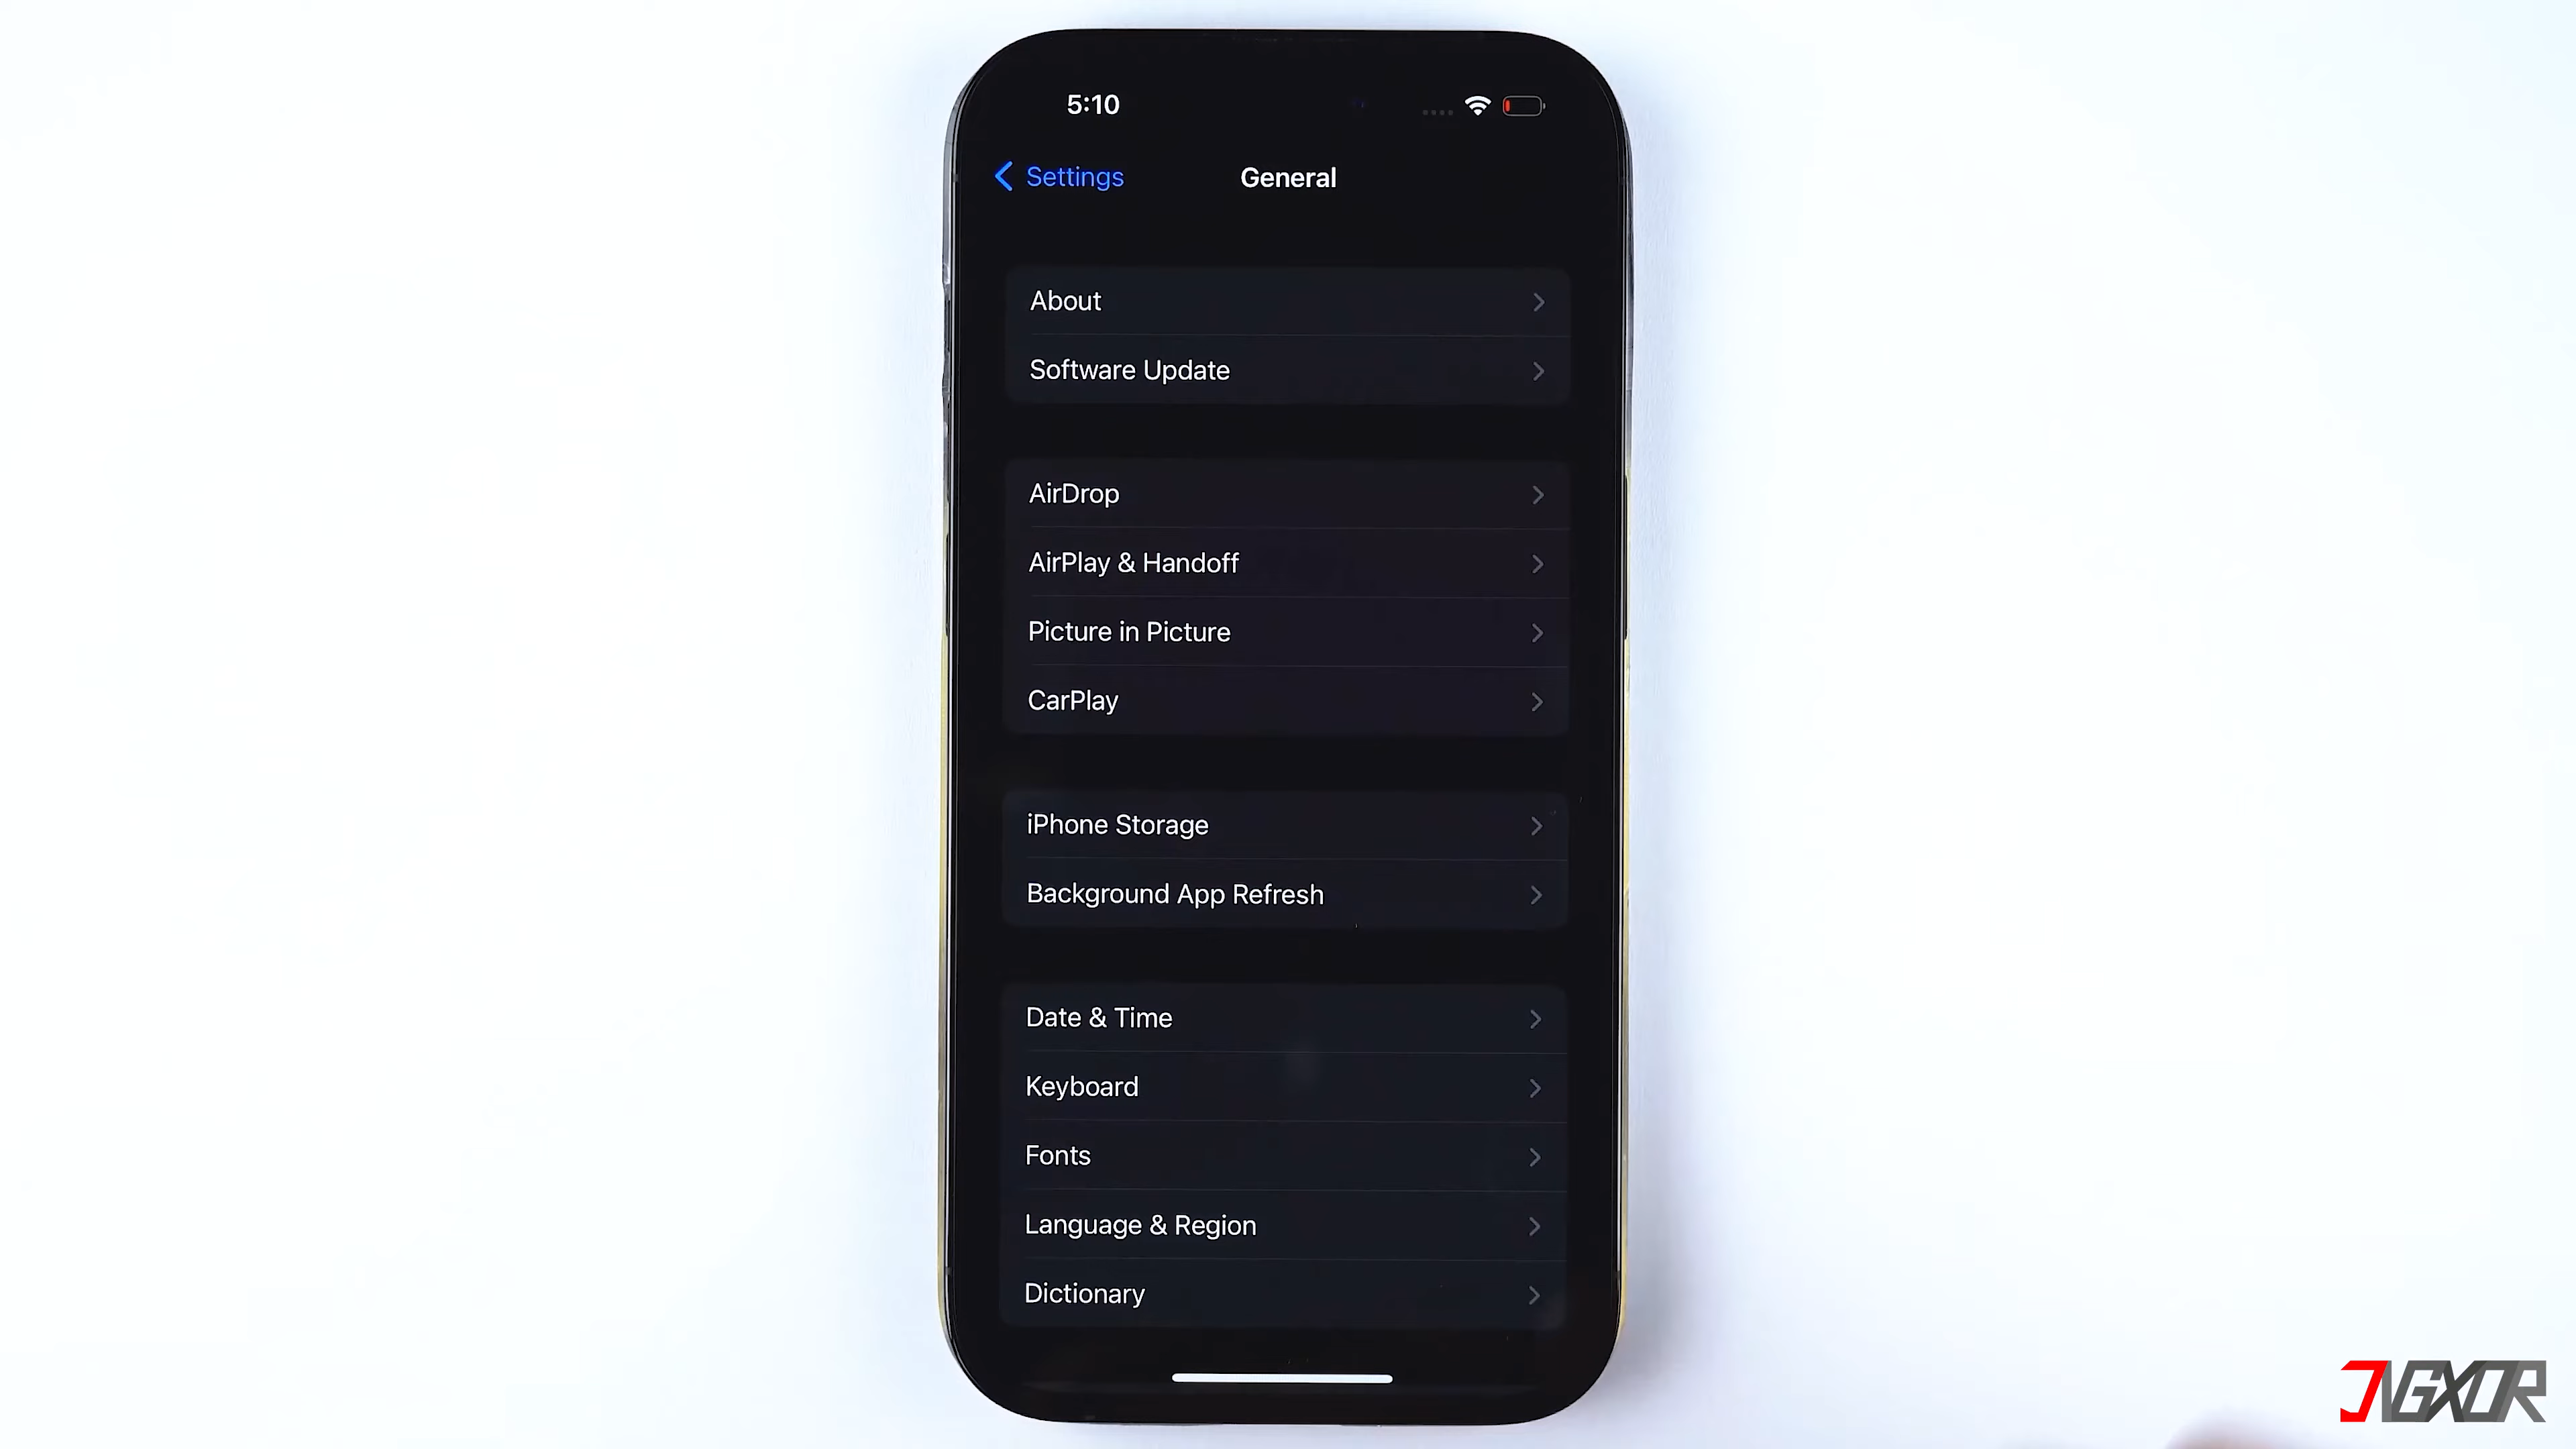 5:10
Settings
General
About
Software Update
AirDrop
AirPlay & Handoff
Picture in Picture
CarPlay
iPhone Storage
Background App Refresh
Date & Time
Keyboard
Fonts
Language & Region
Dictionary
JVGXOR